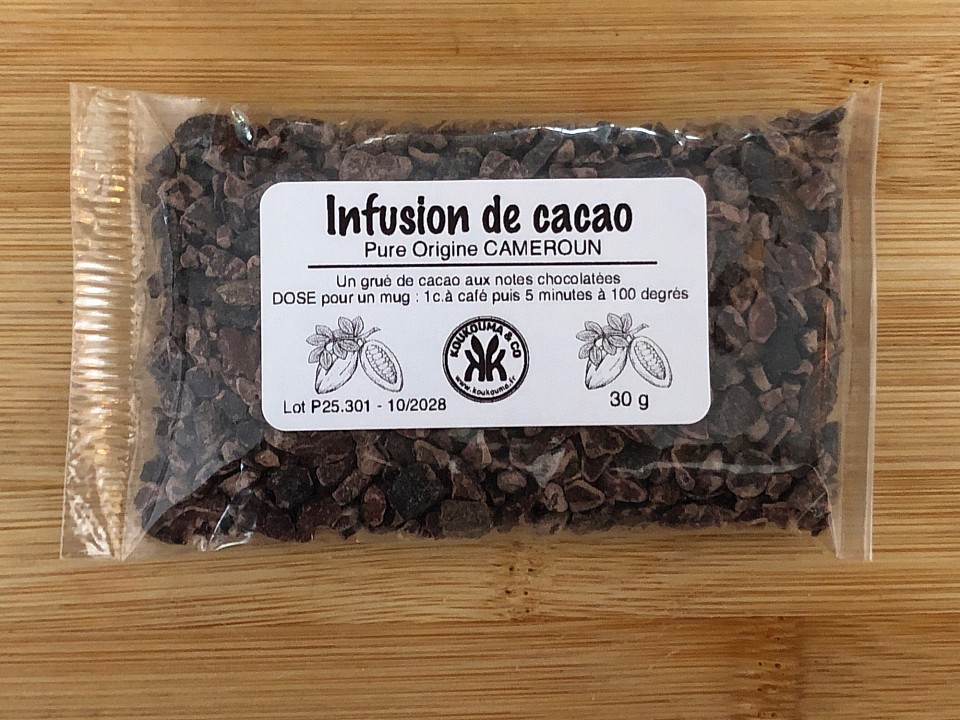 Infusion de cacao
Pure Origine CAMEROUN
Un grué de cacao aux notes chocolatées
DOSE pour un mug : 1c.à café puis 5 minutes à 100 degrés
KOUKOUMA & CO
www.koukouma.fr
Lot P25.301 - 10/2028
30 g